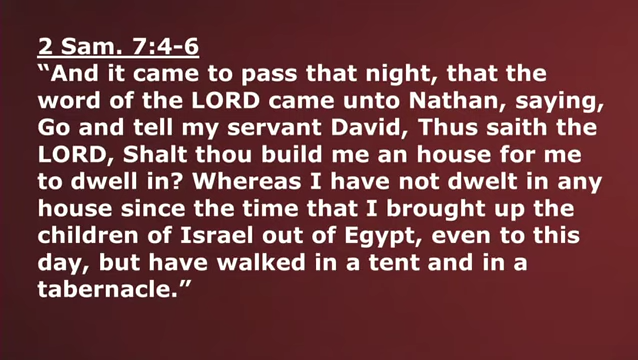 2 Sam. 7:4-6
“And it came to pass that night, that the
word of the LORD came unto Nathan, saying,
Go and tell my servant David, Thus saith the
LORD, Shalt thou build me an house for me
to dwell in? Whereas I have not dwelt in any
house since the time that I brought up the
children of Israel out of Egypt, even to this
day, but have walked in a tent and in a
tabernacle.”